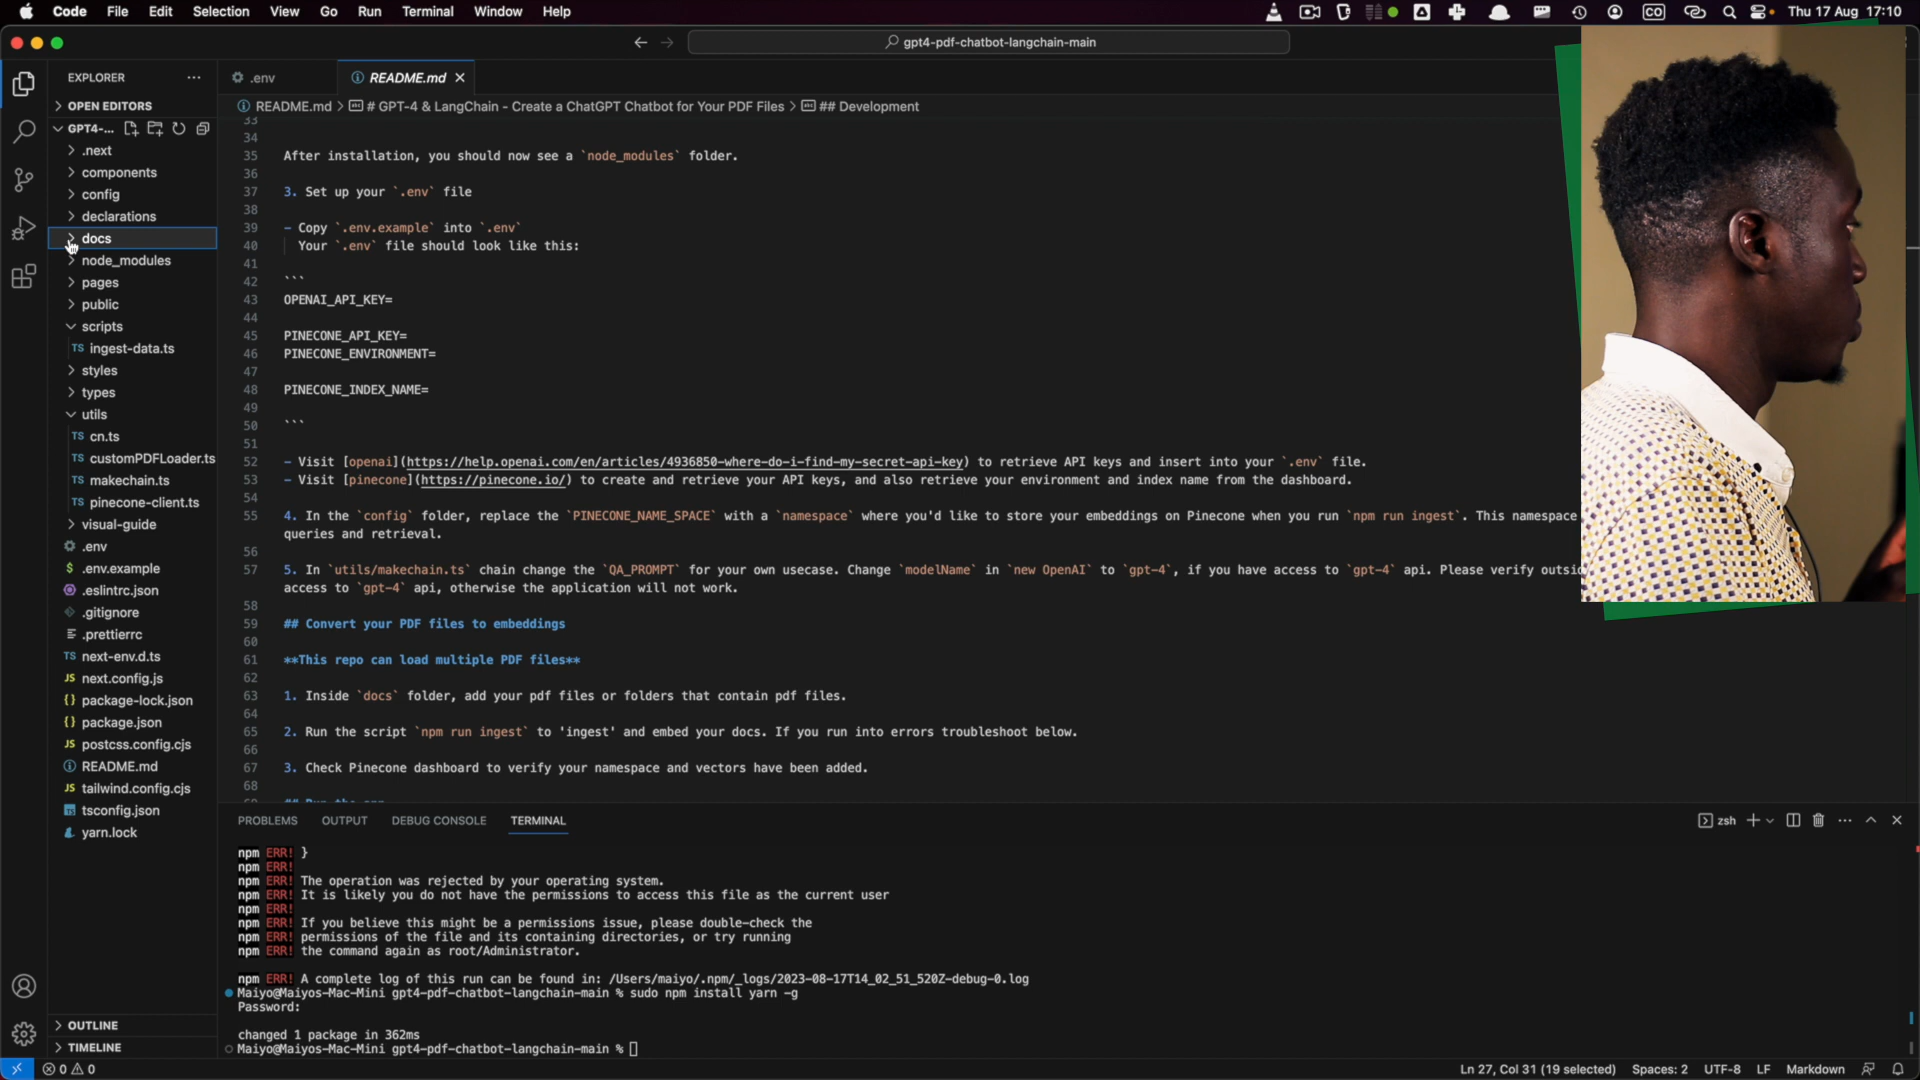 Code File Edit Selection View Go Run Terminal Window Help
CO Thu 17 Aug 17:10
gpt4-pdf-chatbot-langchain-main
EXPLORER
.env
README.md
README.md > # GPT-4 & LangChain - Create a ChatGPT Chatbot for Your PDF Files > ## Development
OPEN EDITORS
GPT4-...
.next
components
config
declarations
docs
node_modules
pages
public
scripts
TS ingest-data.ts
styles
types
utils
TS cn.ts
TS customPDFLoader.ts
TS makechain.ts
TS pinecone-client.ts
visual-guide
.env
$ .env.example
.eslintrc.json
.gitignore
.prettierrc
TS next-env.d.ts
JS next.config.js
{} package-lock.json
{} package.json
JS postcss.config.cjs
README.md
JS tailwind.config.cjs
tsconfig.json
yarn.lock
OUTLINE
TIMELINE
33
34
35 After installation, you should now see a `node_modules` folder.
36
37 3. Set up your `.env` file
38
39 - Copy `.env.example` into `.env`
40 Your `.env` file should look like this:
41
42 ```
43 OPENAI_API_KEY=
44
45 PINECONE_API_KEY=
46 PINECONE_ENVIRONMENT=
47
48 PINECONE_INDEX_NAME=
49
50 ```
51
52 - Visit [openai](https://help.openai.com/en/articles/4936850-where-do-i-find-my-secret-api-key) to retrieve API keys and insert into your `.env` file.
53 - Visit [pinecone](https://pinecone.io/) to create and retrieve your API keys, and also retrieve your environment and index name from the dashboard.
54
55 4. In the `config` folder, replace the `PINECONE_NAME_SPACE` with a `namespace` where you'd like to store your embeddings on Pinecone when you run `npm run ingest`. This namespace
queries and retrieval.
56
57 5. In `utils/makechain.ts` chain change the `QA_PROMPT` for your own usecase. Change `modelName` in `new OpenAI` to `gpt-4`, if you have access to `gpt-4` api. Please verify outsi
access to `gpt-4` api, otherwise the application will not work.
58
59 ## Convert your PDF files to embeddings
60
61 **This repo can load multiple PDF files**
62
63 1. Inside `docs` folder, add your pdf files or folders that contain pdf files.
64
65 2. Run the script `npm run ingest` to 'ingest' and embed your docs. If you run into errors troubleshoot below.
66
67 3. Check Pinecone dashboard to verify your namespace and vectors have been added.
68
69 ## Run the app
PROBLEMS OUTPUT DEBUG CONSOLE TERMINAL
zsh
npm ERR! }
npm ERR!
npm ERR! The operation was rejected by your operating system.
npm ERR! It is likely you do not have the permissions to access this file as the current user
npm ERR!
npm ERR! If you believe this might be a permissions issue, please double-check the
npm ERR! permissions of the file and its containing directories, or try running
npm ERR! the command again as root/Administrator.
npm ERR! A complete log of this run can be found in: /Users/maiyo/.npm/_logs/2023-08-17T14_02_51_520Z-debug-0.log
Maiyo@Maiyos-Mac-Mini gpt4-pdf-chatbot-langchain-main % sudo npm install yarn -g
Password:
changed 1 package in 362ms
Maiyo@Maiyos-Mac-Mini gpt4-pdf-chatbot-langchain-main %
0 0
Ln 27, Col 31 (19 selected) Spaces: 2 UTF-8 LF Markdown